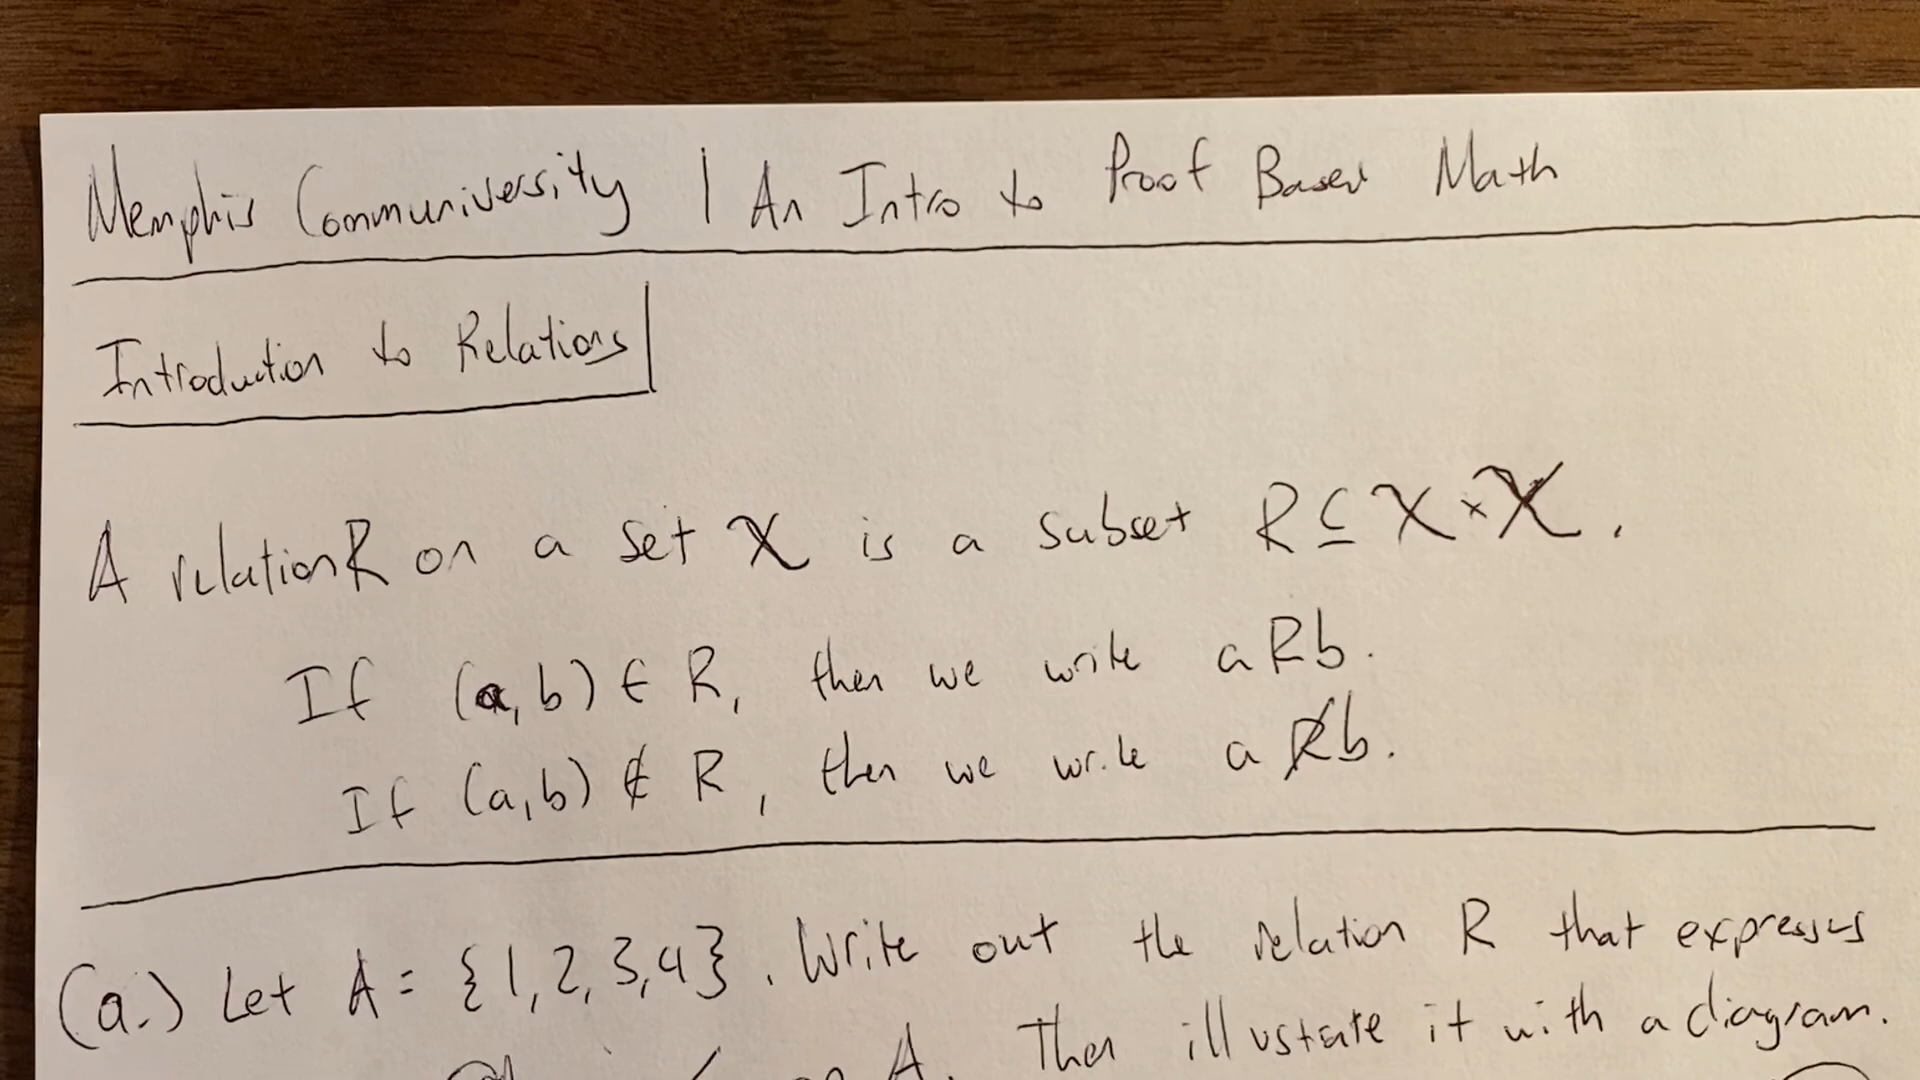 Memphis Communiversity | An Intro to Proof Based Math
Introduction to Relations
A relation R on a set X is a subset R ⊆ X × X.
If (a, b) ∈ R, then we write a R b.
If (a, b) ∉ R, then we write a R̸ b.
(a.) Let A = {1, 2, 3, 4}. Write out the relation R that expresses
on A. Then illustrate it with a diagram.